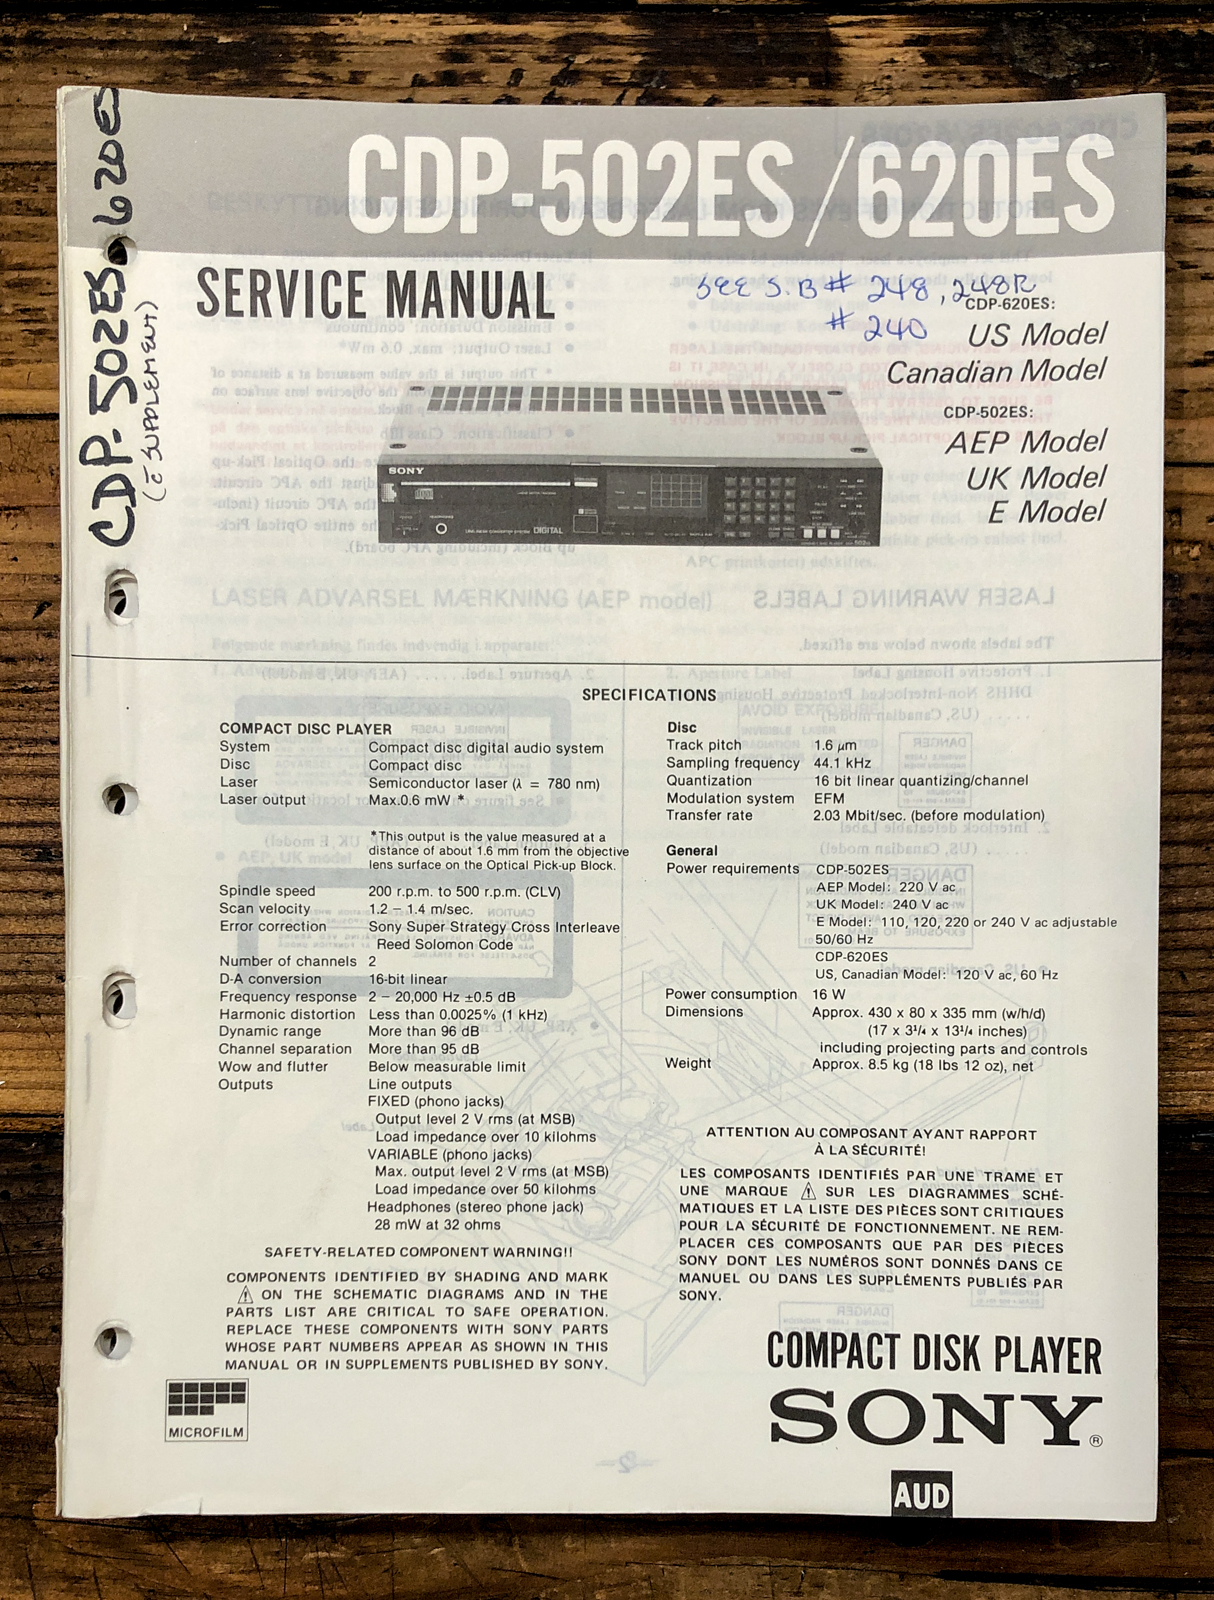 CDP-502ES 620ES
(c̄ SUPPLEMENT)
CDP-502ES/620ES
SERVICE MANUAL
SEE S.B # 248, 248R
# 240
CDP-620ES:
US Model
Canadian Model
CDP-502ES:
AEP Model
UK Model
E Model
SONY
DIGITAL
SPECIFICATIONS
COMPACT DISC PLAYER
System Compact disc digital audio system
Disc Compact disc
Laser Semiconductor laser (λ = 780 nm)
Laser output Max.0.6 mW *
*This output is the value measured at a
distance of about 1.6 mm from the objective
lens surface on the Optical Pick-up Block.
Spindle speed 200 r.p.m. to 500 r.p.m. (CLV)
Scan velocity 1.2 – 1.4 m/sec.
Error correction Sony Super Strategy Cross Interleave
Reed Solomon Code
Number of channels 2
D-A conversion 16-bit linear
Frequency response 2 – 20,000 Hz ±0.5 dB
Harmonic distortion Less than 0.0025% (1 kHz)
Dynamic range More than 96 dB
Channel separation More than 95 dB
Wow and flutter Below measurable limit
Outputs Line outputs
FIXED (phono jacks)
Output level 2 V rms (at MSB)
Load impedance over 10 kilohms
VARIABLE (phono jacks)
Max. output level 2 V rms (at MSB)
Load impedance over 50 kilohms
Headphones (stereo phone jack)
28 mW at 32 ohms
SAFETY-RELATED COMPONENT WARNING!!
COMPONENTS IDENTIFIED BY SHADING AND MARK
⚠ ON THE SCHEMATIC DIAGRAMS AND IN THE
PARTS LIST ARE CRITICAL TO SAFE OPERATION.
REPLACE THESE COMPONENTS WITH SONY PARTS
WHOSE PART NUMBERS APPEAR AS SHOWN IN THIS
MANUAL OR IN SUPPLEMENTS PUBLISHED BY SONY.
MICROFILM
Disc
Track pitch 1.6 μm
Sampling frequency 44.1 kHz
Quantization 16 bit linear quantizing/channel
Modulation system EFM
Transfer rate 2.03 Mbit/sec. (before modulation)
General
Power requirements CDP-502ES
AEP Model: 220 V ac
UK Model: 240 V ac
E Model: 110, 120, 220 or 240 V ac adjustable
50/60 Hz
CDP-620ES
US, Canadian Model: 120 V ac, 60 Hz
Power consumption 16 W
Dimensions Approx. 430 x 80 x 335 mm (w/h/d)
(17 x 3¼ x 13¼ inches)
including projecting parts and controls
Weight Approx. 8.5 kg (18 lbs 12 oz), net
ATTENTION AU COMPOSANT AYANT RAPPORT
À LA SÉCURITÉ!
LES COMPOSANTS IDENTIFIÉS PAR UNE TRAME ET
UNE MARQUE ⚠ SUR LES DIAGRAMMES SCHÉ-
MATIQUES ET LA LISTE DES PIÈCES SONT CRITIQUES
POUR LA SÉCURITÉ DE FONCTIONNEMENT. NE REM-
PLACER CES COMPOSANTS QUE PAR DES PIÈCES
SONY DONT LES NUMÉROS SONT DONNÉS DANS CE
MANUEL OU DANS LES SUPPLÉMENTS PUBLIÉS PAR
SONY.
COMPACT DISK PLAYER
SONY®
AUD